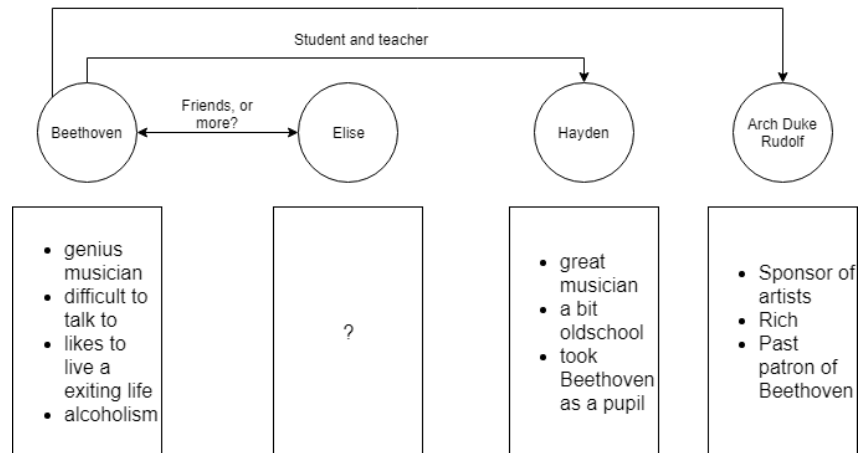 Student and teacher
Friends, or
more?
Beethoven
Elise
Hayden
Arch Duke
Rudolf
• genius
musician
• difficult to
talk to
• likes to
live a
exiting life
• alcoholism
?
• great
musician
• a bit
oldschool
• took
Beethoven
as a pupil
• Sponsor of
artists
• Rich
• Past
patron of
Beethoven